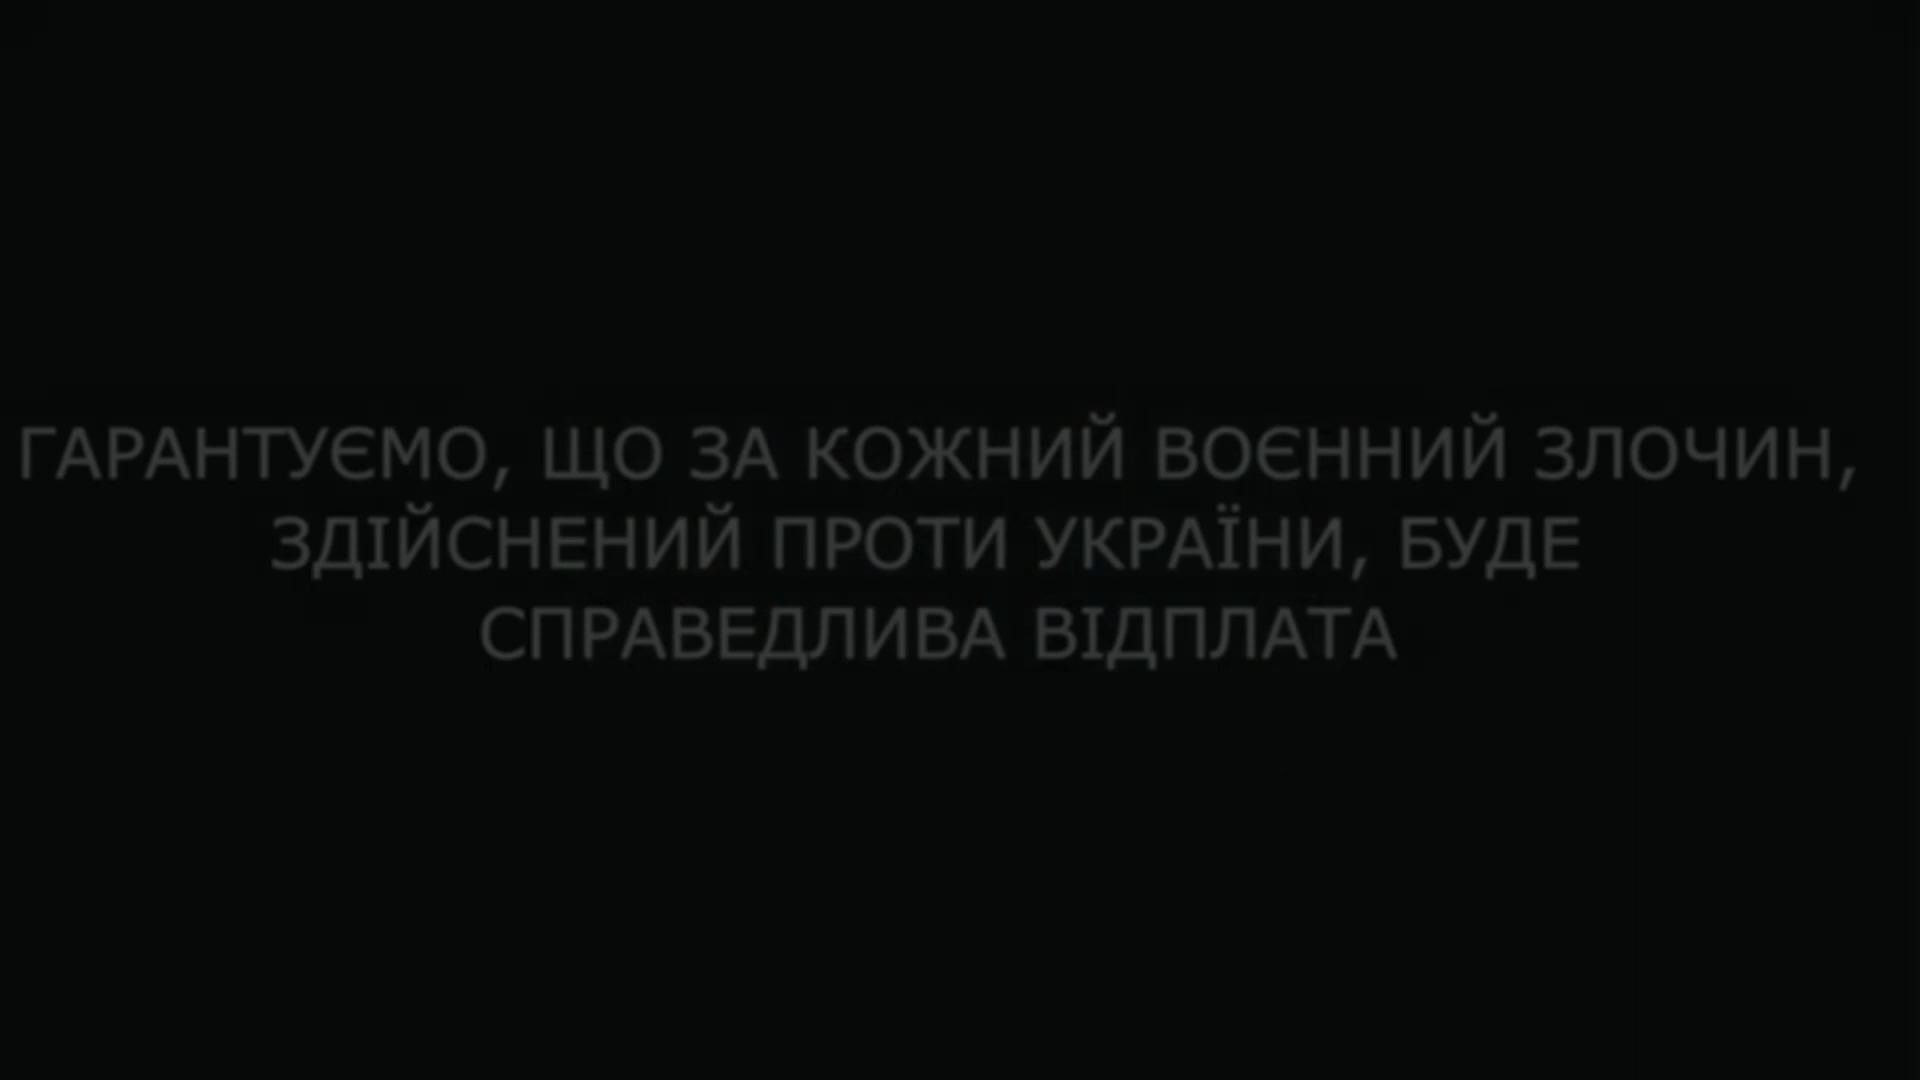 ГАРАНТУЄМО, ЩО ЗА КОЖНИЙ ВОЄННИЙ ЗЛОЧИН,
ЗДІЙСНЕНИЙ ПРОТИ УКРАЇНИ, БУДЕ
СПРАВЕДЛИВА ВІДПЛАТА